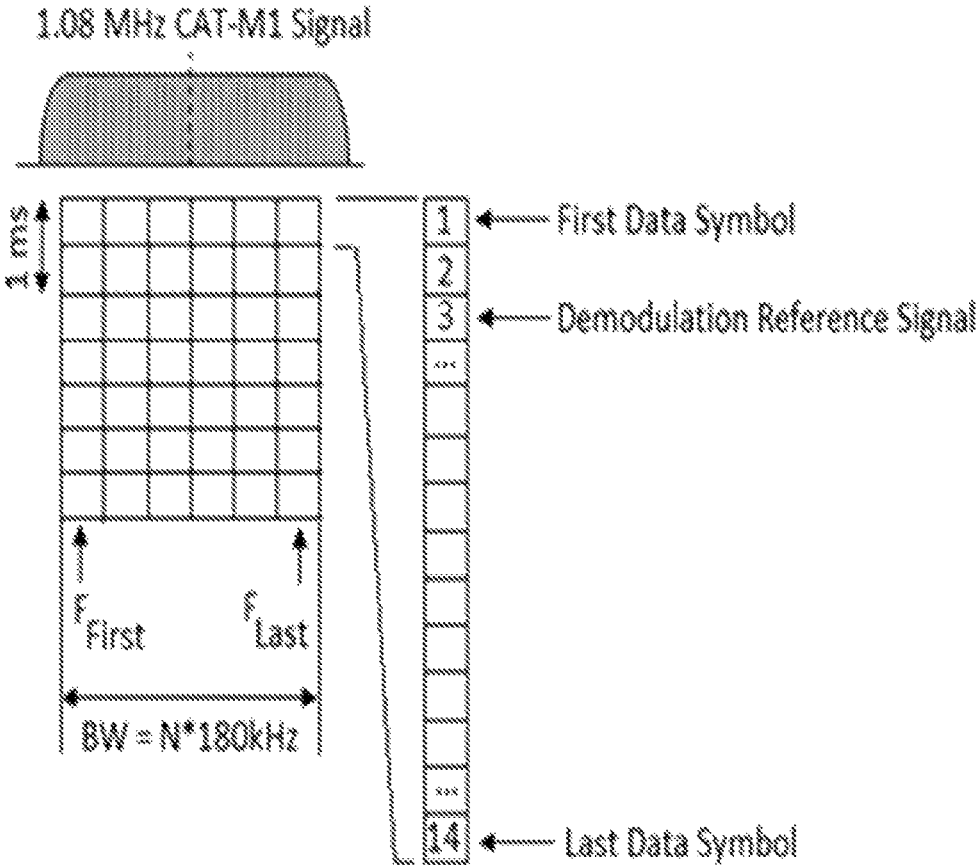 1.08 MHz CAT-M1 Signal
1 ms
1
First Data Symbol
2
3
Demodulation Reference Signal
...
F First
F Last
BW = N*180kHz
...
14
Last Data Symbol